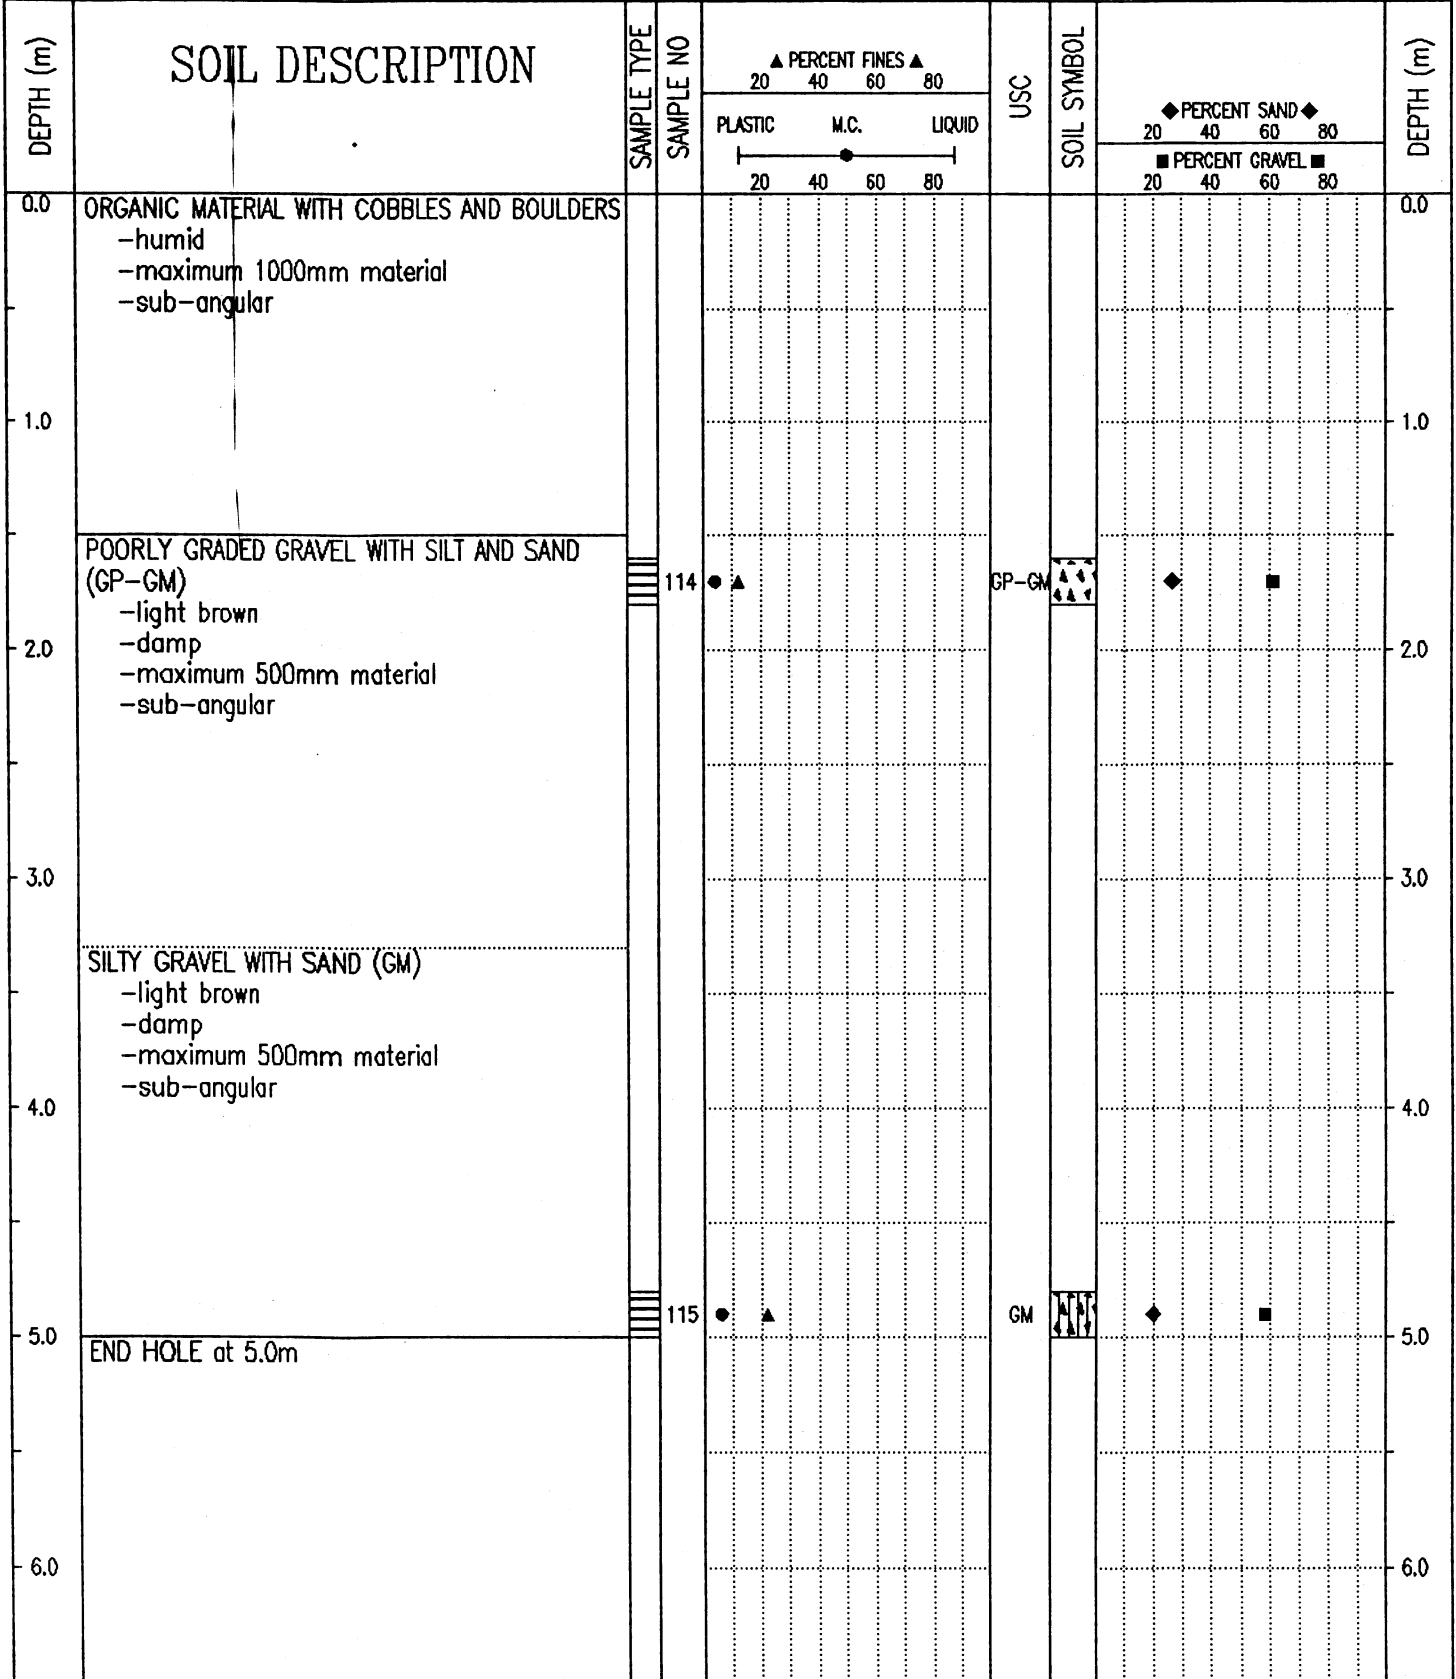 DEPTH (m)
SOIL DESCRIPTION
SAMPLE TYPE
SAMPLE NO
▲ PERCENT FINES ▲
20 40 60 80
PLASTIC M.C. LIQUID
20 40 60 80
USC
SOIL SYMBOL
◆PERCENT SAND◆
20 40 60 80
■ PERCENT GRAVEL ■
20 40 60 80
DEPTH (m)
0.0 ORGANIC MATERIAL WITH COBBLES AND BOULDERS 0.0
-humid
-maximum 1000mm material
-sub-angular
1.0 1.0
POORLY GRADED GRAVEL WITH SILT AND SAND
(GP-GM) 114 GP-GM
-light brown
-damp
2.0 2.0
-maximum 500mm material
-sub-angular
3.0 3.0
SILTY GRAVEL WITH SAND (GM)
-light brown
-damp
-maximum 500mm material
-sub-angular
4.0 4.0
115 GM
5.0 5.0
END HOLE at 5.0m
6.0 6.0